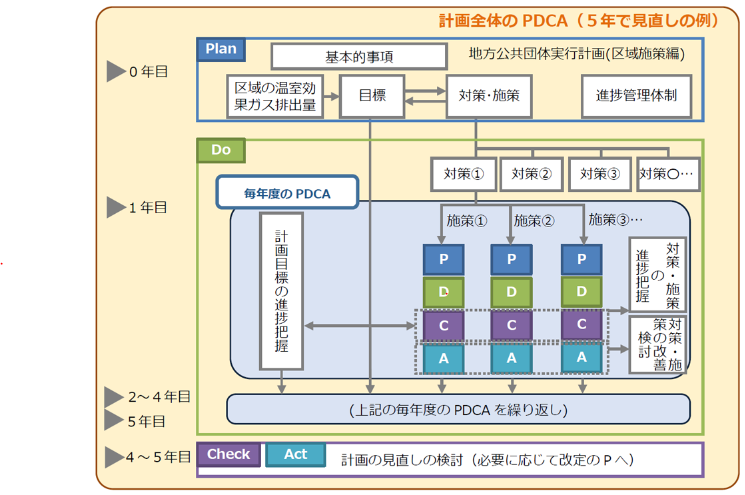 計画全体の PDCA（５年で見直しの例）
Plan
基本的事項
地方公共団体実行計画(区域施策編)
０年目
区域の温室効
果ガス排出量
目標
対策･施策
進捗管理体制
Do
対策①
対策②
対策③
対策〇…
毎年度の PDCA
１年目
施策①
施策②
施策③…
計画目標の進捗把握
P
P
P
D
D
D
C
C
C
A
A
A
対策・施策
の
進捗把握
対策・施
策の改善
検討
２～４年目
５年目
(上記の毎年度の PDCA を繰り返し)
４～５年目
Check
Act
計画の見直しの検討（必要に応じて改定の P へ）